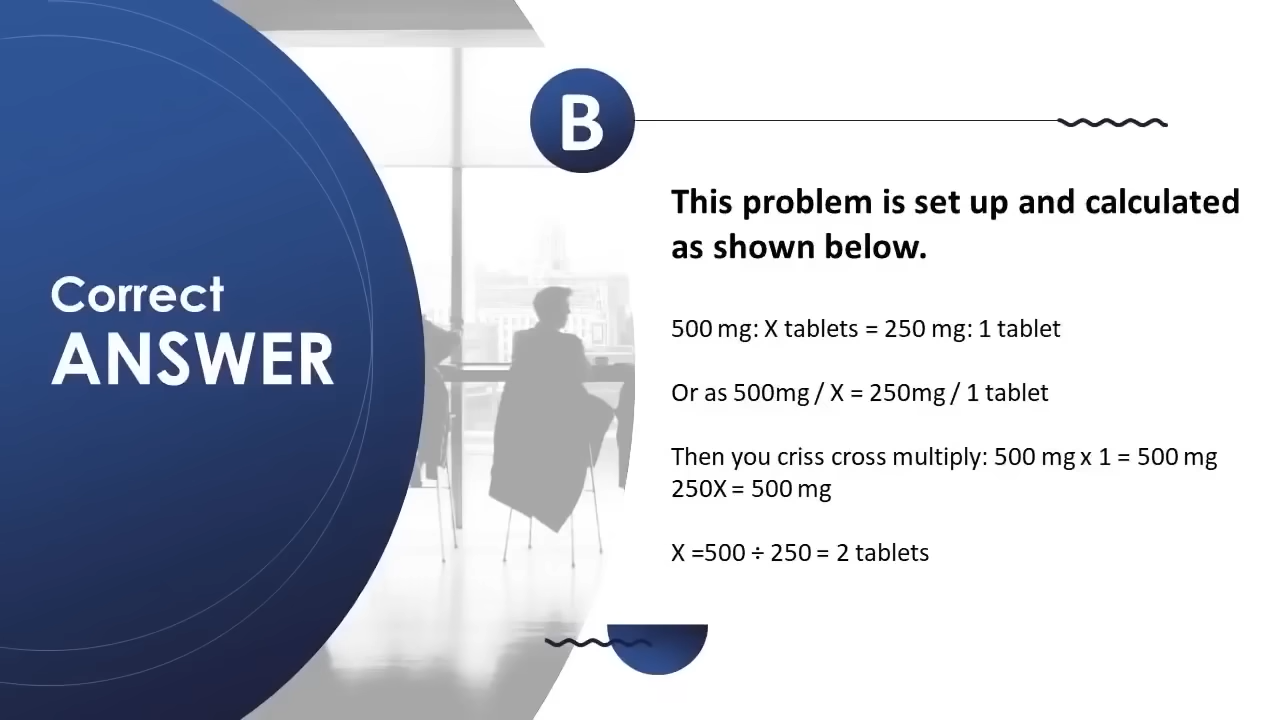 Correct
ANSWER
B
This problem is set up and calculated
as shown below.
500 mg: X tablets = 250 mg: 1 tablet
Or as 500mg / X = 250mg / 1 tablet
Then you criss cross multiply: 500 mg x 1 = 500 mg
250X = 500 mg
X =500 ÷ 250 = 2 tablets